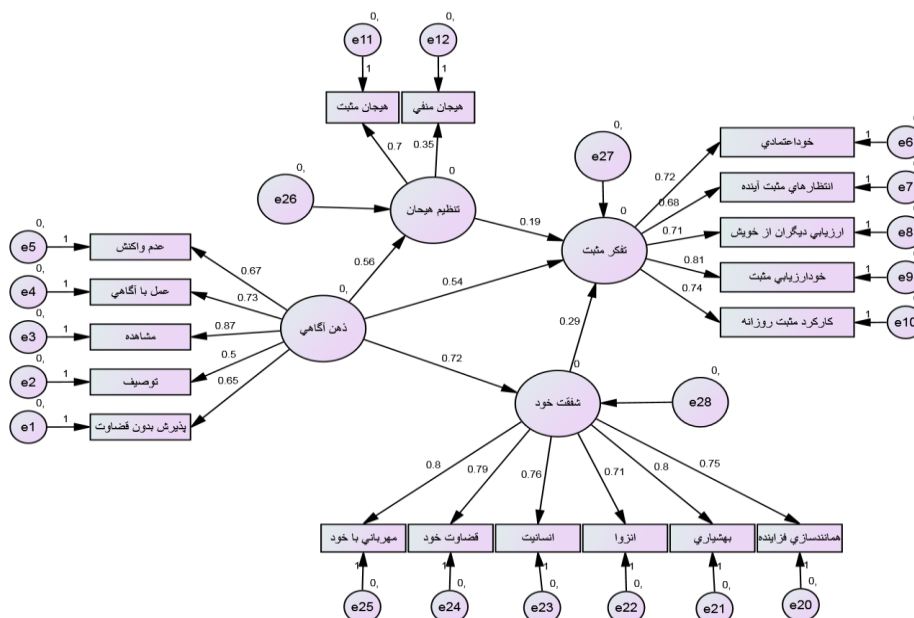 0,
0,
e11
e12
1
1
هيجان مثبت
هيجان منفي
0.7
0.35
0,
e26
0
تنظيم هيجان
0,
e27
0.19
0
تفكر مثبت
0.72
0.68
0.71
0.81
0.74
خوداعتمادي
1
e6
0
انتظارهاي مثبت آينده
1
e7
0
ارزيابي ديگران از خويش
1
e8
0
خودارزيابي مثبت
1
e9
0
كاركرد مثبت روزانه
1
e10
0,
e5
1
عدم واكنش
0,
e4
1
عمل با آگاهي
0,
e3
1
مشاهده
0,
e2
1
توصيف
0,
e1
1
پذيرش بدون قضاوت
0.67
0.73
0.87
0.5
0.65
0,
ذهن آگاهي
0.56
0.54
0.72
0.29
0
شفقت خود
0,
e28
0.8
0.79
0.76
0.71
0.8
0.75
مهرباني با خود
قضاوت خود
انسانيت
انزوا
بهشياري
همانندسازي فزاينده
1
1
1
1
1
1
0,
0,
0,
0,
0,
0,
e25
e24
e23
e22
e21
e20